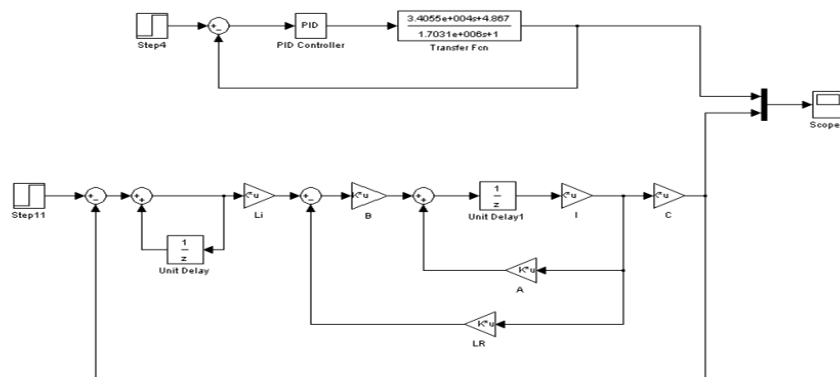 Step4
+
−
PID
PID Controller
3.4055e+004s+4.867
1.7031e+006s+1
Transfer Fcn
Scope
Step11
+
−
+
+
1
z
Unit Delay
K*u
Li
+
−
K*u
B
+
+
1
z
Unit Delay1
K*u
I
K*u
C
K*u
A
K*u
LR